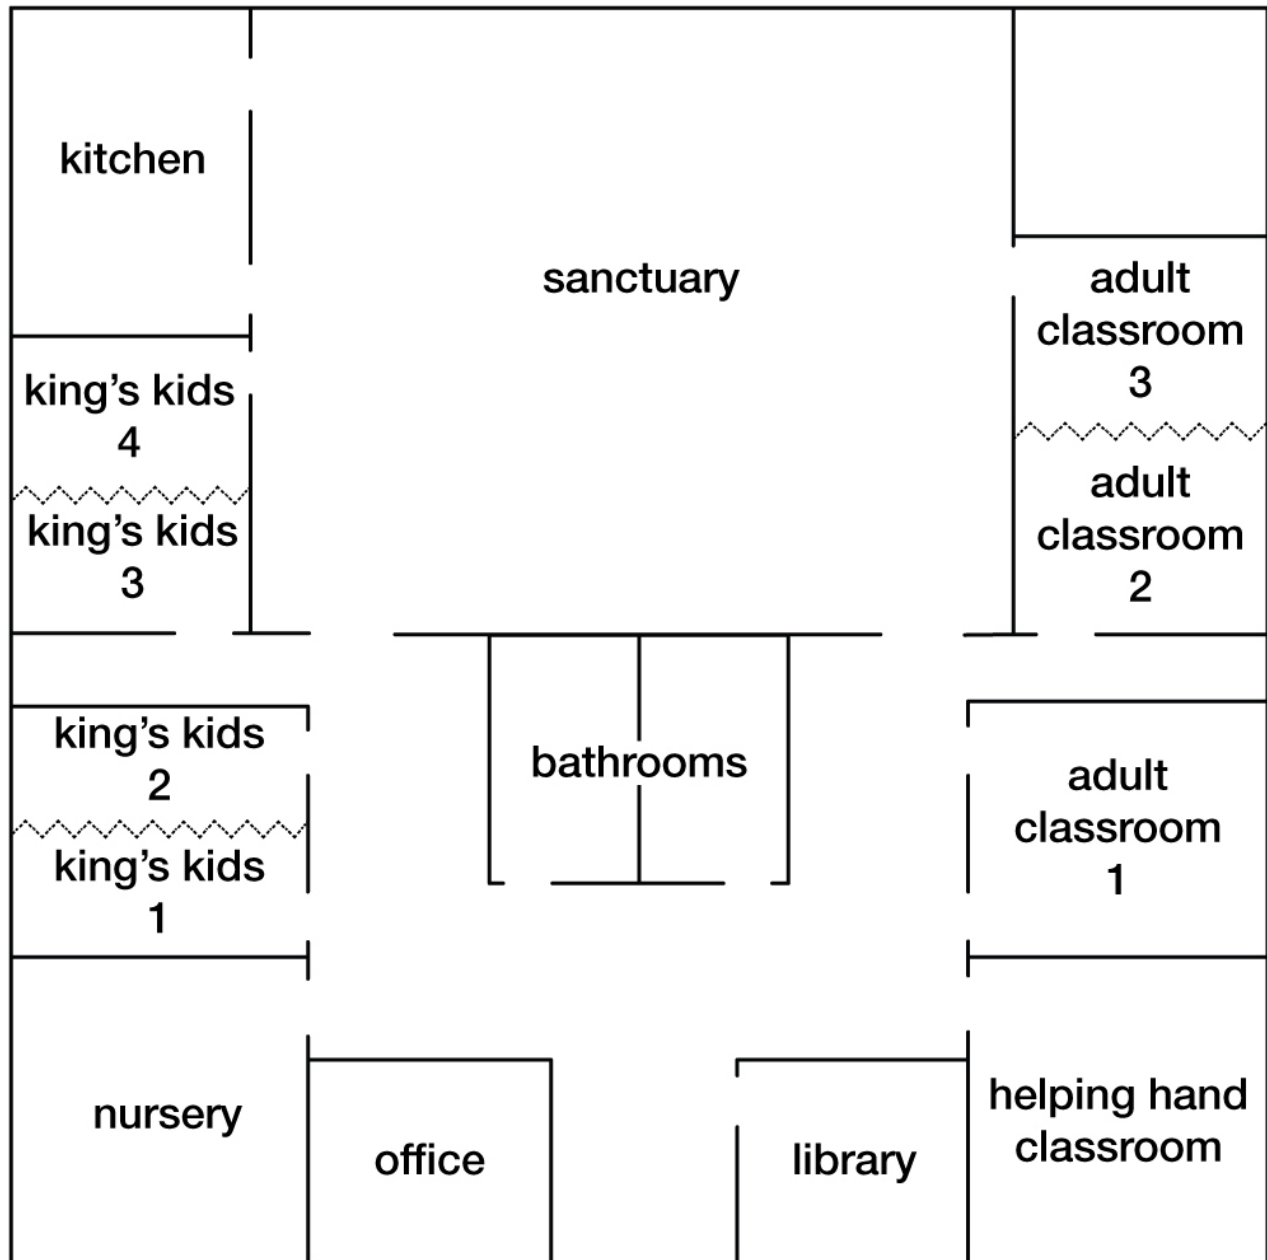 kitchen
sanctuary
adult
classroom
3
king’s kids
4
king’s kids
3
adult
classroom
2
king’s kids
2
bathrooms
adult
classroom
1
king’s kids
1
nursery
office
library
helping hand
classroom